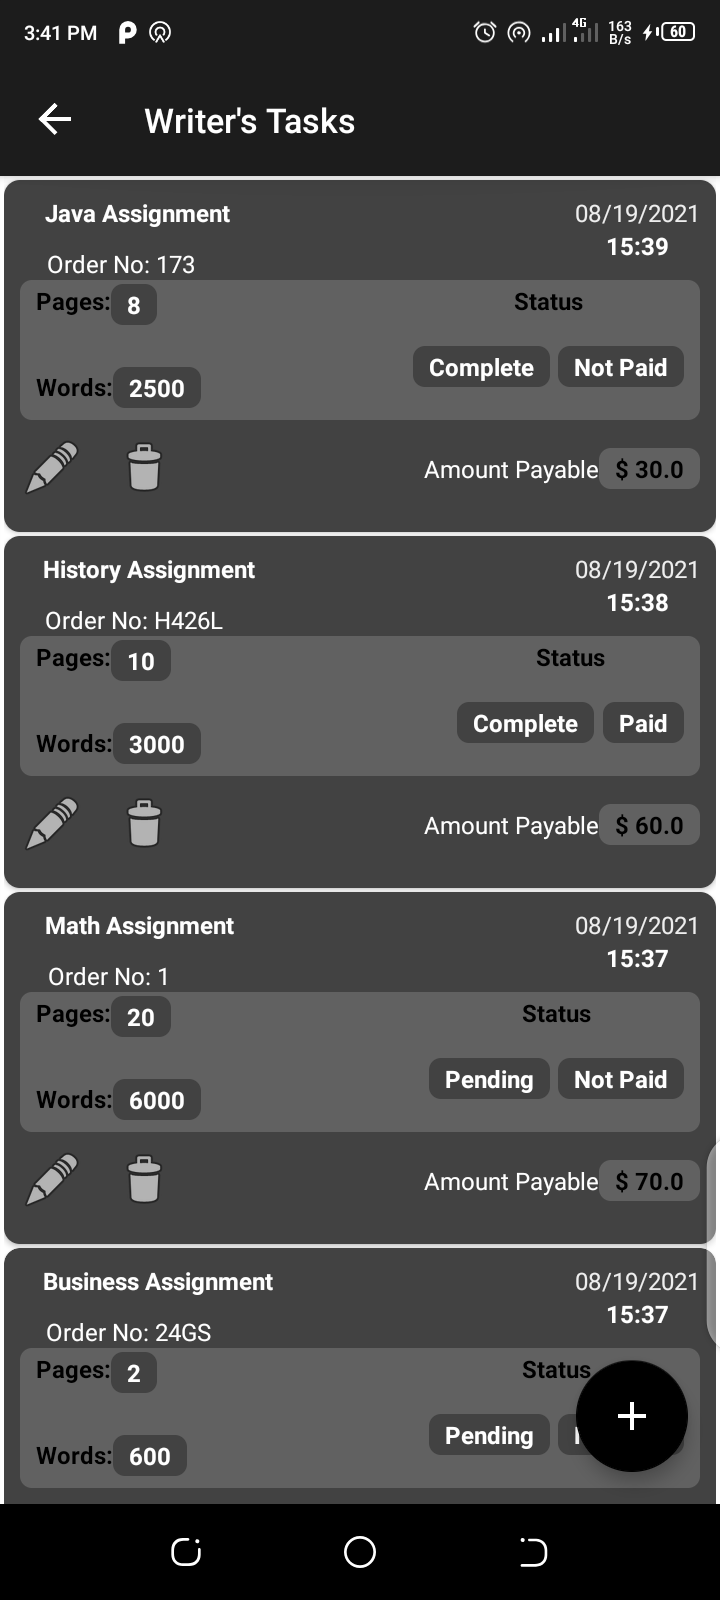 3:41 PM 4G 163 B/s 60
Writer's Tasks
Java Assignment 08/19/2021
15:39
Order No: 173
Pages: 8 Status
Complete Not Paid
Words: 2500
Amount Payable $ 30.0
History Assignment 08/19/2021
15:38
Order No: H426L
Pages: 10 Status
Complete Paid
Words: 3000
Amount Payable $ 60.0
Math Assignment 08/19/2021
15:37
Order No: 1
Pages: 20 Status
Pending Not Paid
Words: 6000
Amount Payable $ 70.0
Business Assignment 08/19/2021
15:37
Order No: 24GS
Pages: 2 Status
Pending
Words: 600